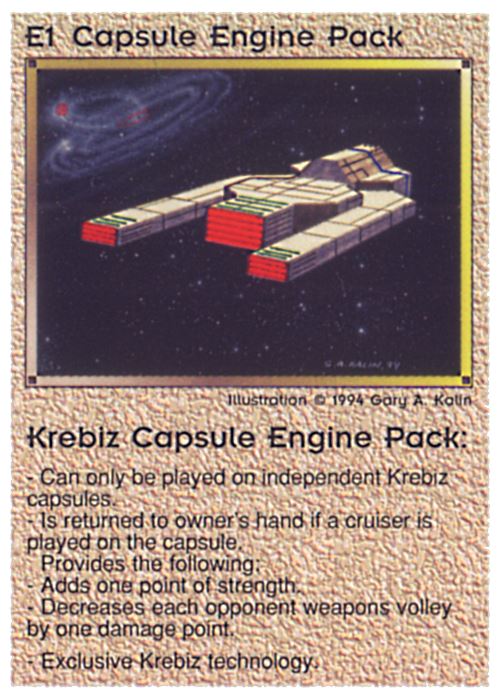 E1 Capsule Engine Pack
G.A. KALIN, 94
Illustration © 1994 Gary A. Kalin
Krebiz Capsule Engine Pack:
- Can only be played on independent Krebiz
capsules.
- Is returned to owner's hand if a cruiser is
played on the capsule.
- Provides the following:
- Adds one point of strength.
- Decreases each opponent weapons volley
by one damage point.
- Exclusive Krebiz technology.